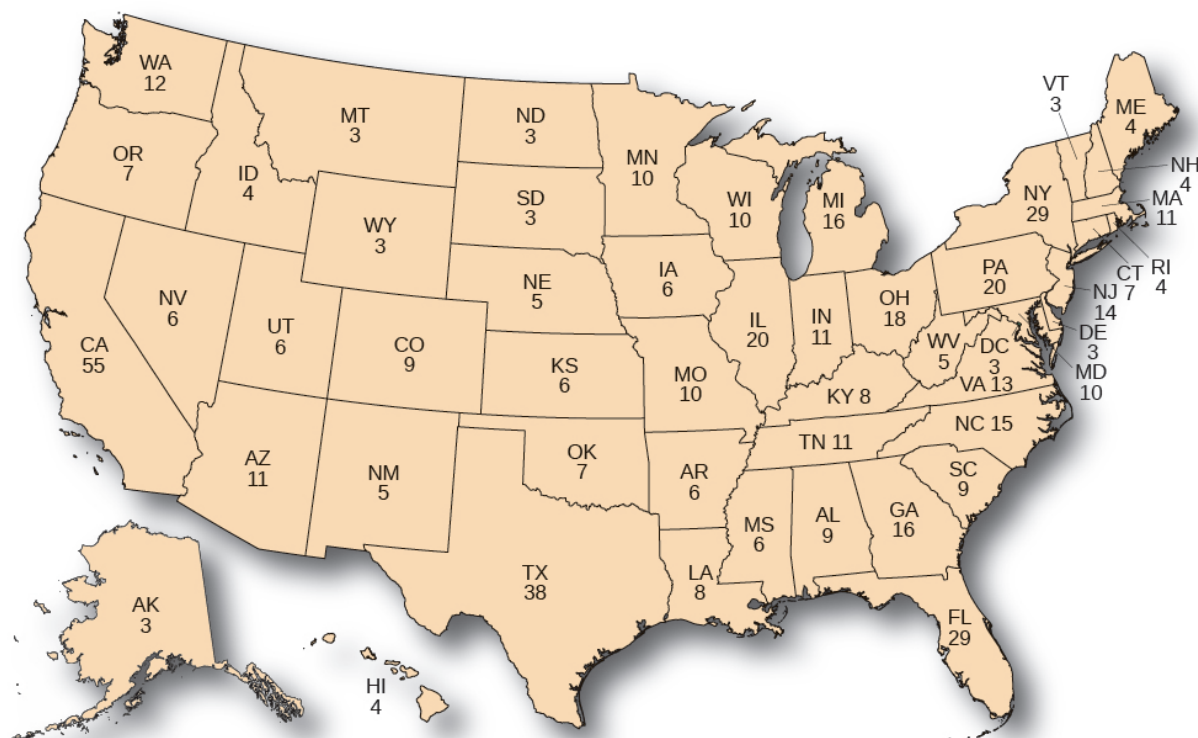 WA
12
OR
7
CA
55
NV
6
ID
4
MT
3
WY
3
UT
6
CO
9
AZ
11
NM
5
ND
3
SD
3
NE
5
KS
6
OK
7
TX
38
MN
10
IA
6
MO
10
AR
6
LA
8
WI
10
IL
20
MI
16
IN
11
OH
18
KY 8
TN 11
MS
6
AL
9
GA
16
FL
29
SC
9
NC 15
VA 13
WV
5
DC
3
PA
20
NY
29
VT
3
ME
4
NH
4
MA
11
RI
4
CT
7
NJ
14
DE
3
MD
10
AK
3
HI
4